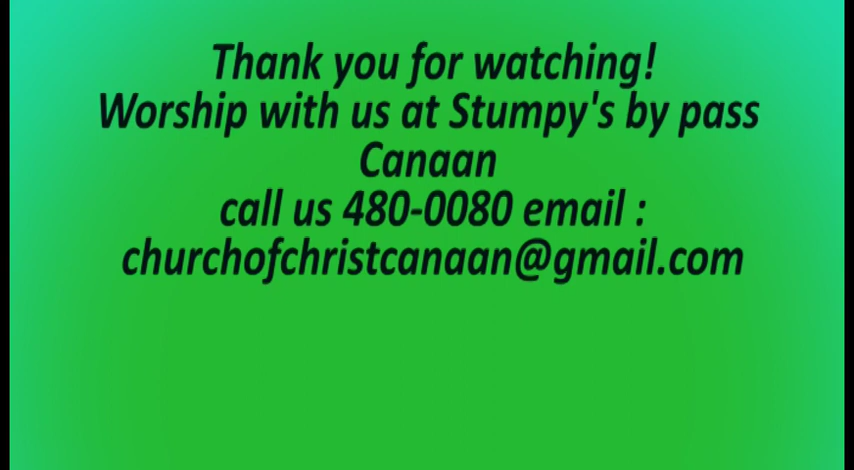 Thank you for watching!
Worship with us at Stumpy's by pass
Canaan
call us 480-0080 email :
churchofchristcanaan@gmail.com